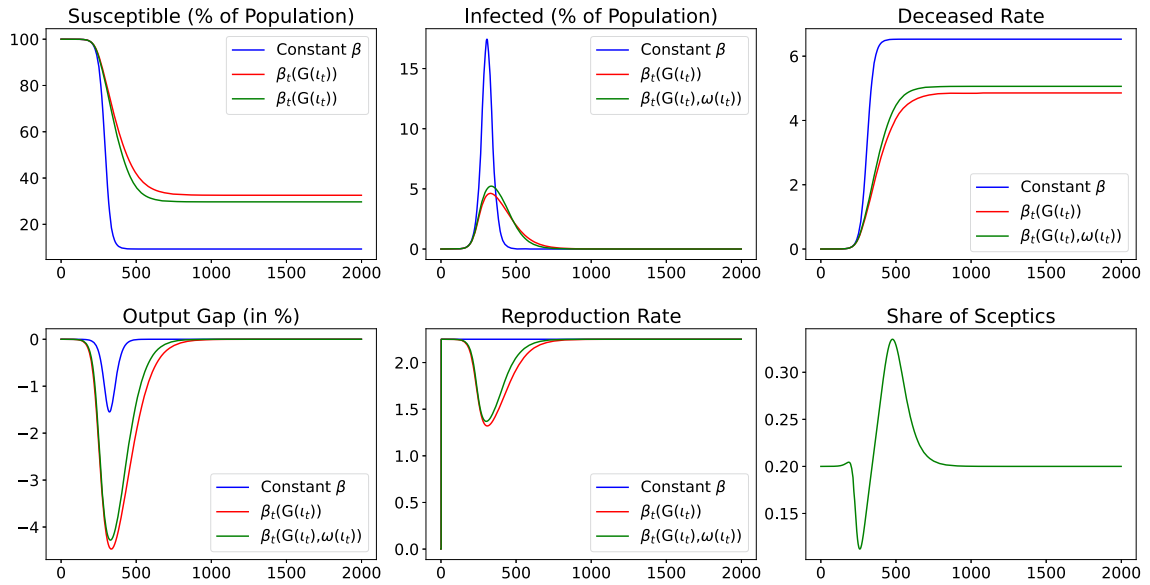 Susceptible (% of Population)
100
80
60
40
20
0
500
1000
1500
2000
Constant β
βt(G(ιt))
βt(G(ιt))
Infected (% of Population)
15
10
5
0
0
500
1000
1500
2000
Constant β
βt(G(ιt))
βt(G(ιt),ω(ιt))
Deceased Rate
6
4
2
0
0
500
1000
1500
2000
Constant β
βt(G(ιt))
βt(G(ιt),ω(ιt))
Output Gap (in %)
0
−1
−2
−3
−4
0
500
1000
1500
2000
Constant β
βt(G(ιt))
βt(G(ιt),ω(ιt))
Reproduction Rate
2.0
1.5
1.0
0.5
0.0
0
500
1000
1500
2000
Constant β
βt(G(ιt))
βt(G(ιt),ω(ιt))
Share of Sceptics
0.30
0.25
0.20
0.15
0
500
1000
1500
2000